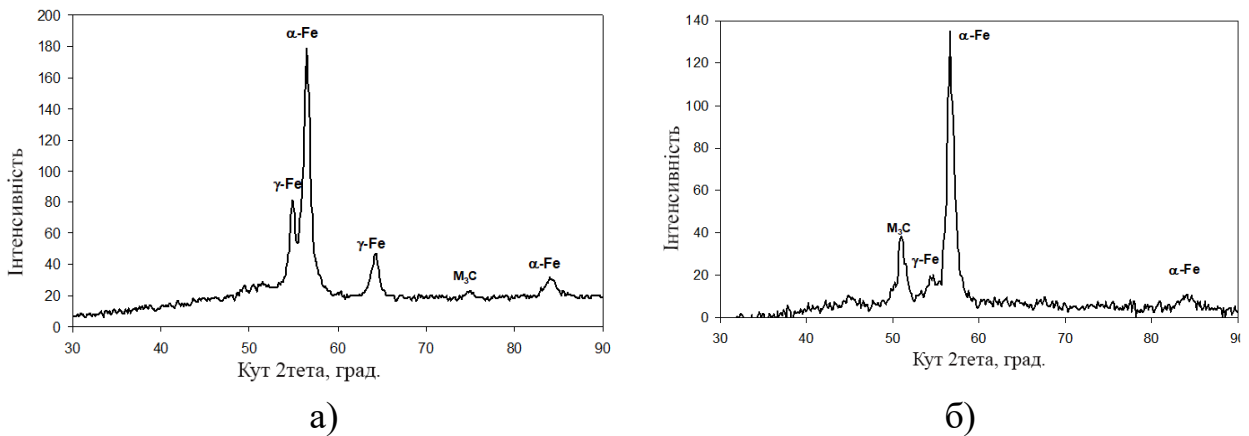 200
180
160
140
120
100
80
60
40
20
0
Інтенсивність
α-Fe
γ-Fe
γ-Fe
M₃C
α-Fe
30 40 50 60 70 80 90
Кут 2тета, град.
а)
140
120
100
80
60
40
20
0
Інтенсивність
α-Fe
M₃C
γ-Fe
α-Fe
30 40 50 60 70 80 90
Кут 2тета, град.
б)